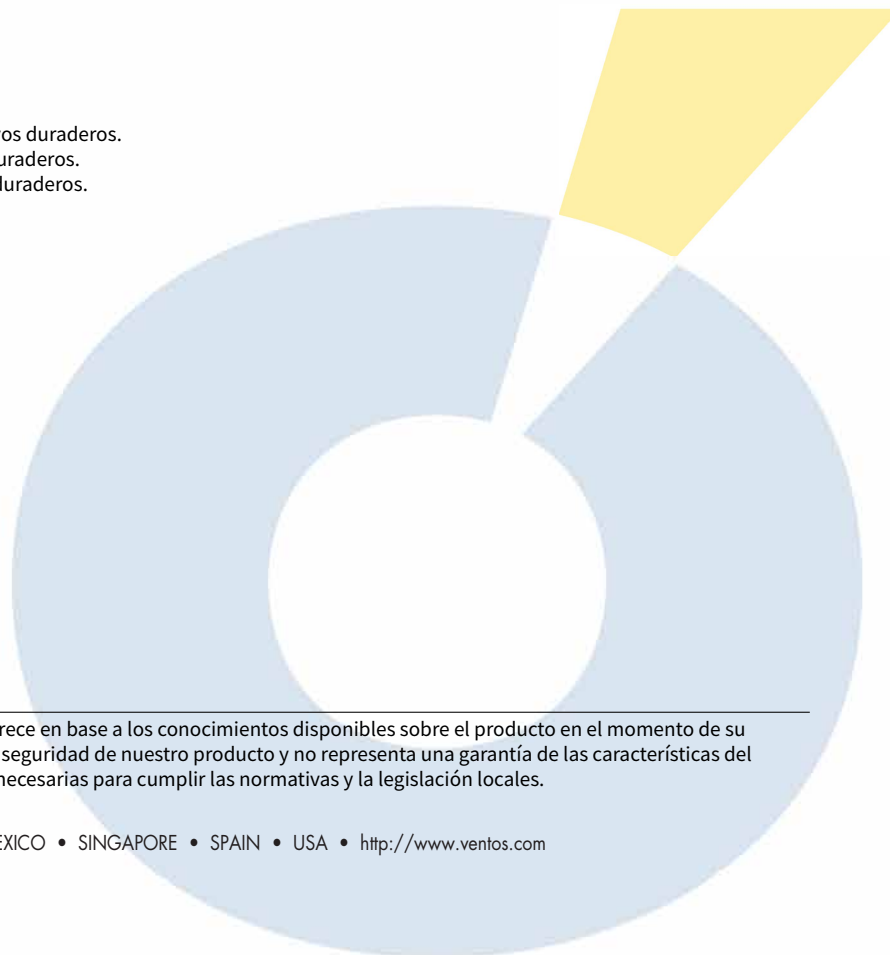 os duraderos.
uraderos.
duraderos.
rece en base a los conocimientos disponibles sobre el producto en el momento de su
seguridad de nuestro producto y no representa una garantía de las características del
necesarias para cumplir las normativas y la legislación locales.
EXICO • SINGAPORE • SPAIN • USA • http://www.ventos.com